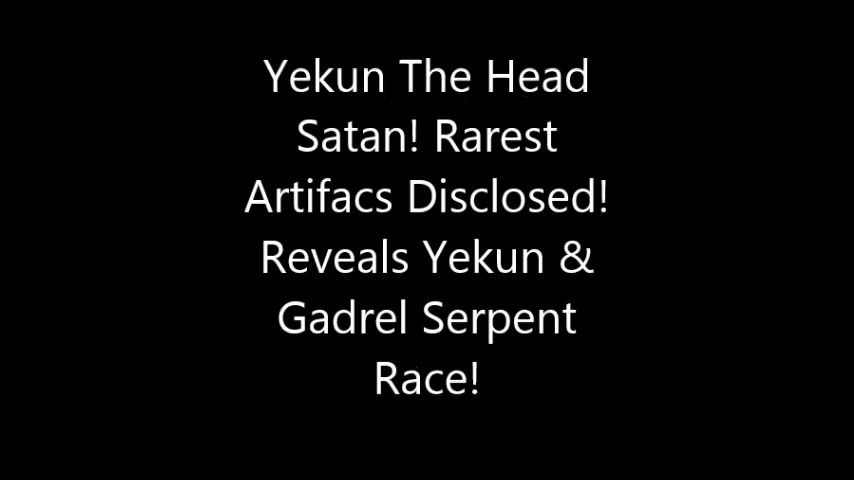 Yekun The Head
Satan! Rarest
Artifacs Disclosed!
Reveals Yekun &
Gadrel Serpent
Race!